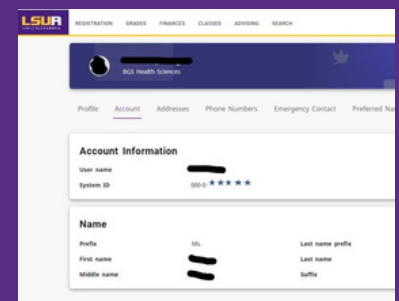 LSUA
REGISTRATION GRADES FINANCES CLASSES ADVISING SEARCH
BGS Health Sciences
Profile Account Addresses Phone Numbers Emergency Contact Preferred Na
Account Information
User name
System ID 000-0-*****
Name
Prefix Last name prefix
First name Last name
Middle name Suffix